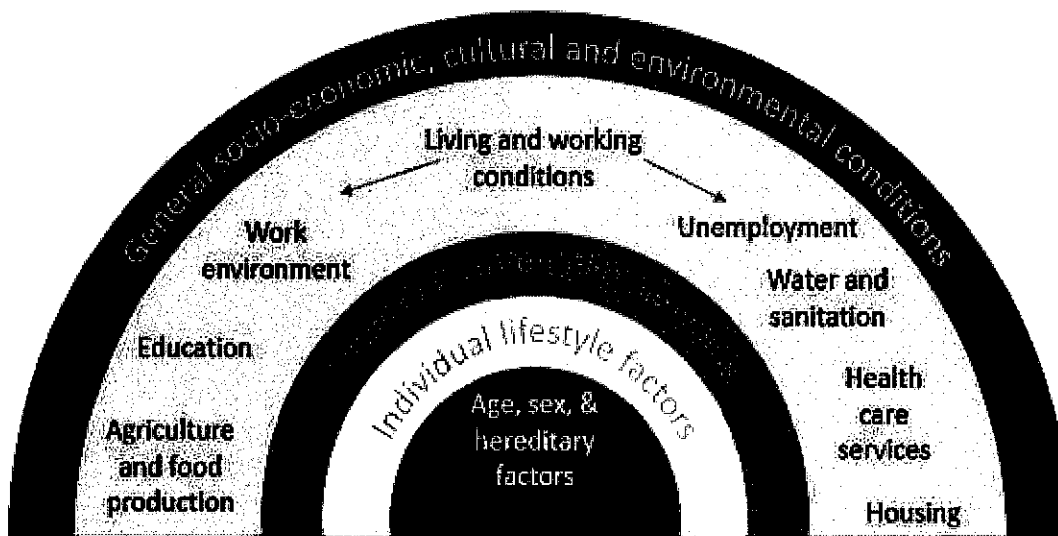 General socio-economic, cultural and environmental conditions
Living and working
conditions
Work
environment
Unemployment
Water and
sanitation
Education
Health
care
services
Agriculture
and food
production
Housing
Individual lifestyle factors
Age, sex, &
hereditary
factors